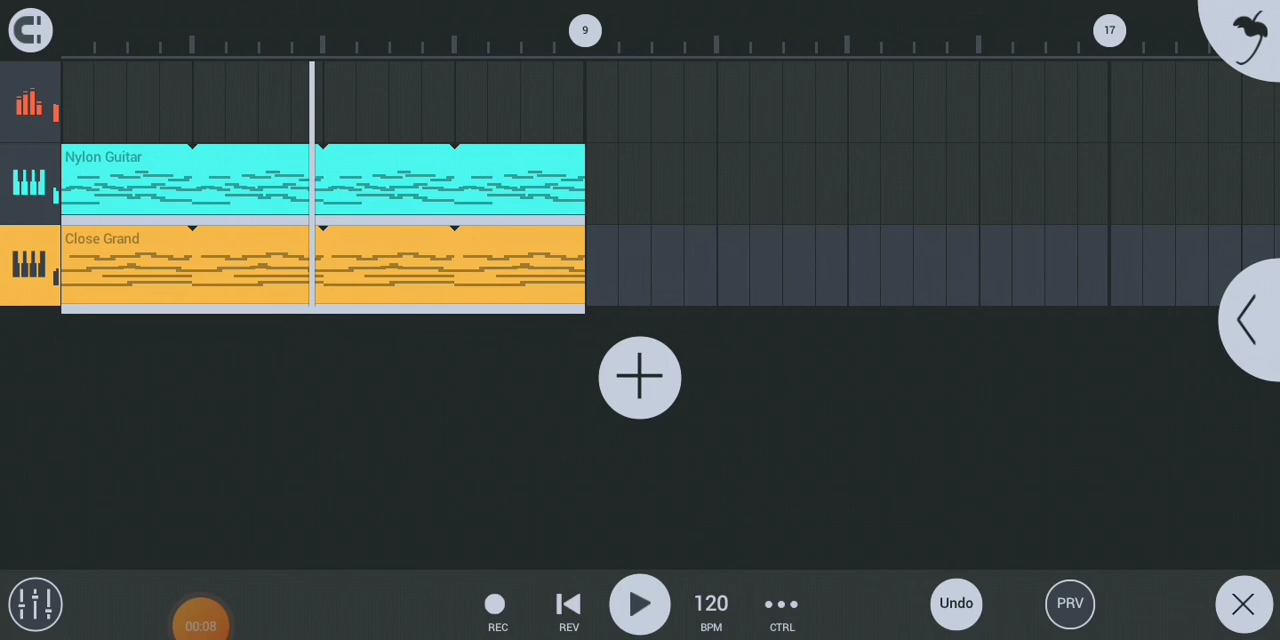 9
17
Nylon Guitar
Close Grand
00:08
REC
REV
120
BPM
CTRL
Undo
PRV